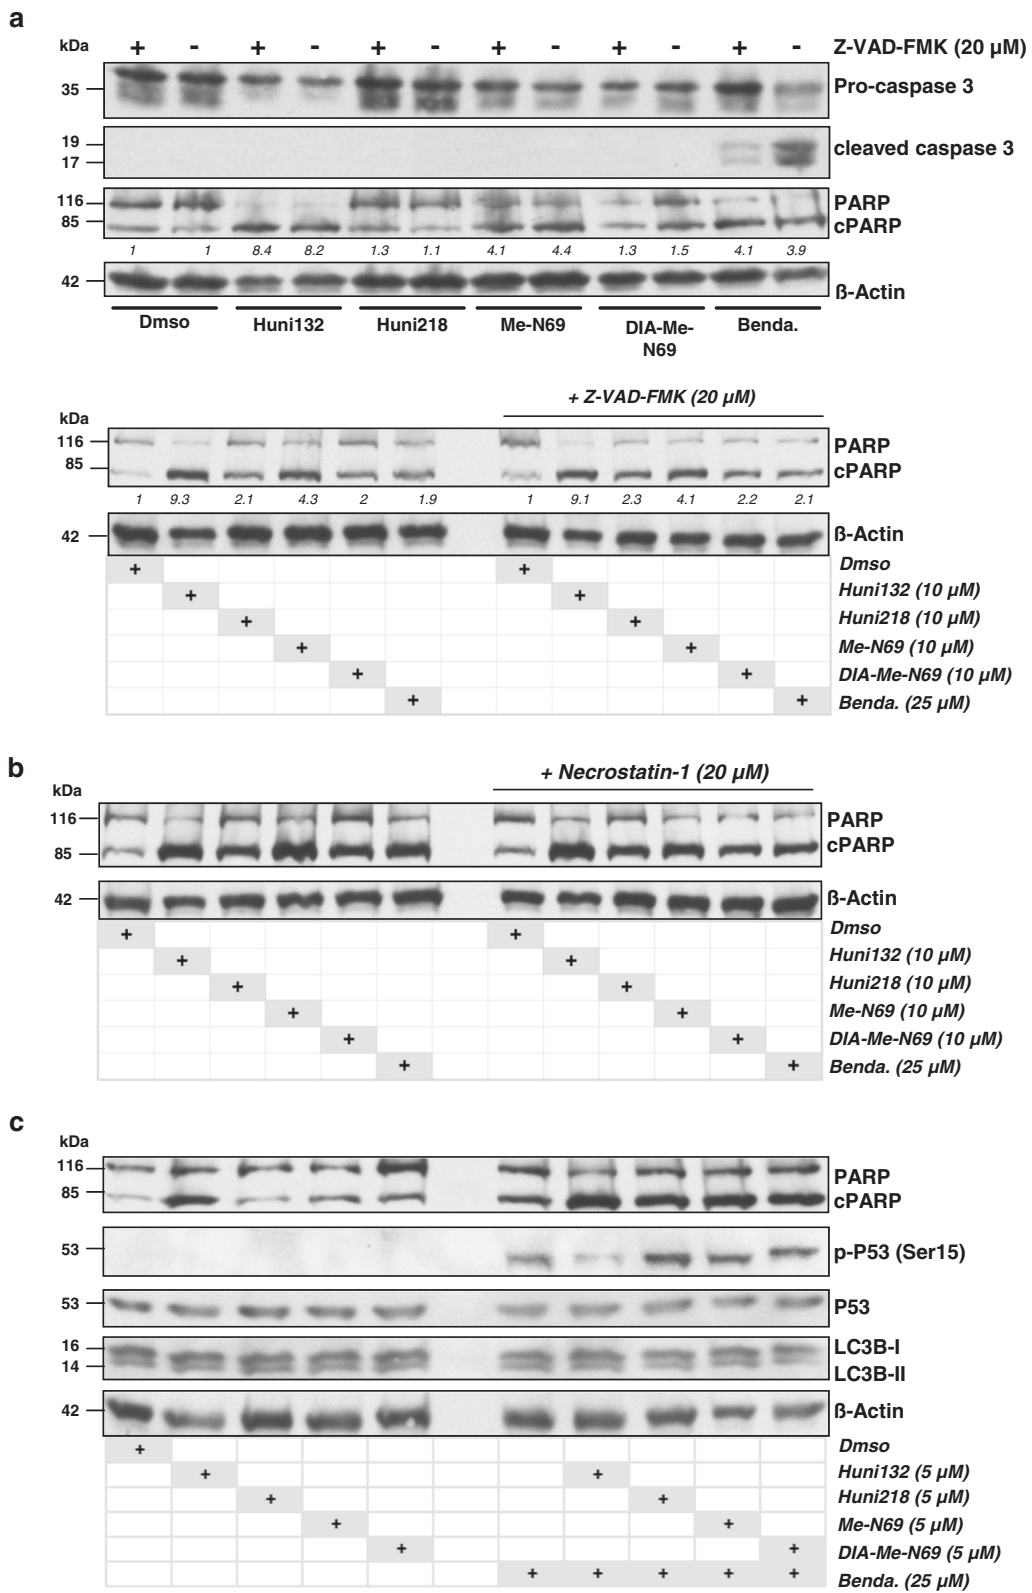 a
kDa + - + - + - + - + - + - Z-VAD-FMK (20 µM)
35 Pro-caspase 3
19 cleaved caspase 3
17
116 PARP
85 cPARP
1 1 8.4 8.2 1.3 1.1 4.1 4.4 1.3 1.5 4.1 3.9
42 ß-Actin
Dmso Huni132 Huni218 Me-N69 DIA-Me-N69 Benda.
+ Z-VAD-FMK (20 µM)
kDa
116 PARP
85 cPARP
1 9.3 2.1 4.3 2 1.9 1 9.1 2.3 4.1 2.2 2.1
42 ß-Actin
+ + Dmso
+ + Huni132 (10 µM)
+ + Huni218 (10 µM)
+ + Me-N69 (10 µM)
+ + DIA-Me-N69 (10 µM)
+ + Benda. (25 µM)
b
+ Necrostatin-1 (20 µM)
kDa
116 PARP
85 cPARP
42 ß-Actin
+ + Dmso
+ + Huni132 (10 µM)
+ + Huni218 (10 µM)
+ + Me-N69 (10 µM)
+ + DIA-Me-N69 (10 µM)
+ + Benda. (25 µM)
c
kDa
116 PARP
85 cPARP
53 p-P53 (Ser15)
53 P53
16 LC3B-I
14 LC3B-II
42 ß-Actin
+ Dmso
+ + Huni132 (5 µM)
+ + Huni218 (5 µM)
+ + Me-N69 (5 µM)
+ + DIA-Me-N69 (5 µM)
+ + + + + Benda. (25 µM)